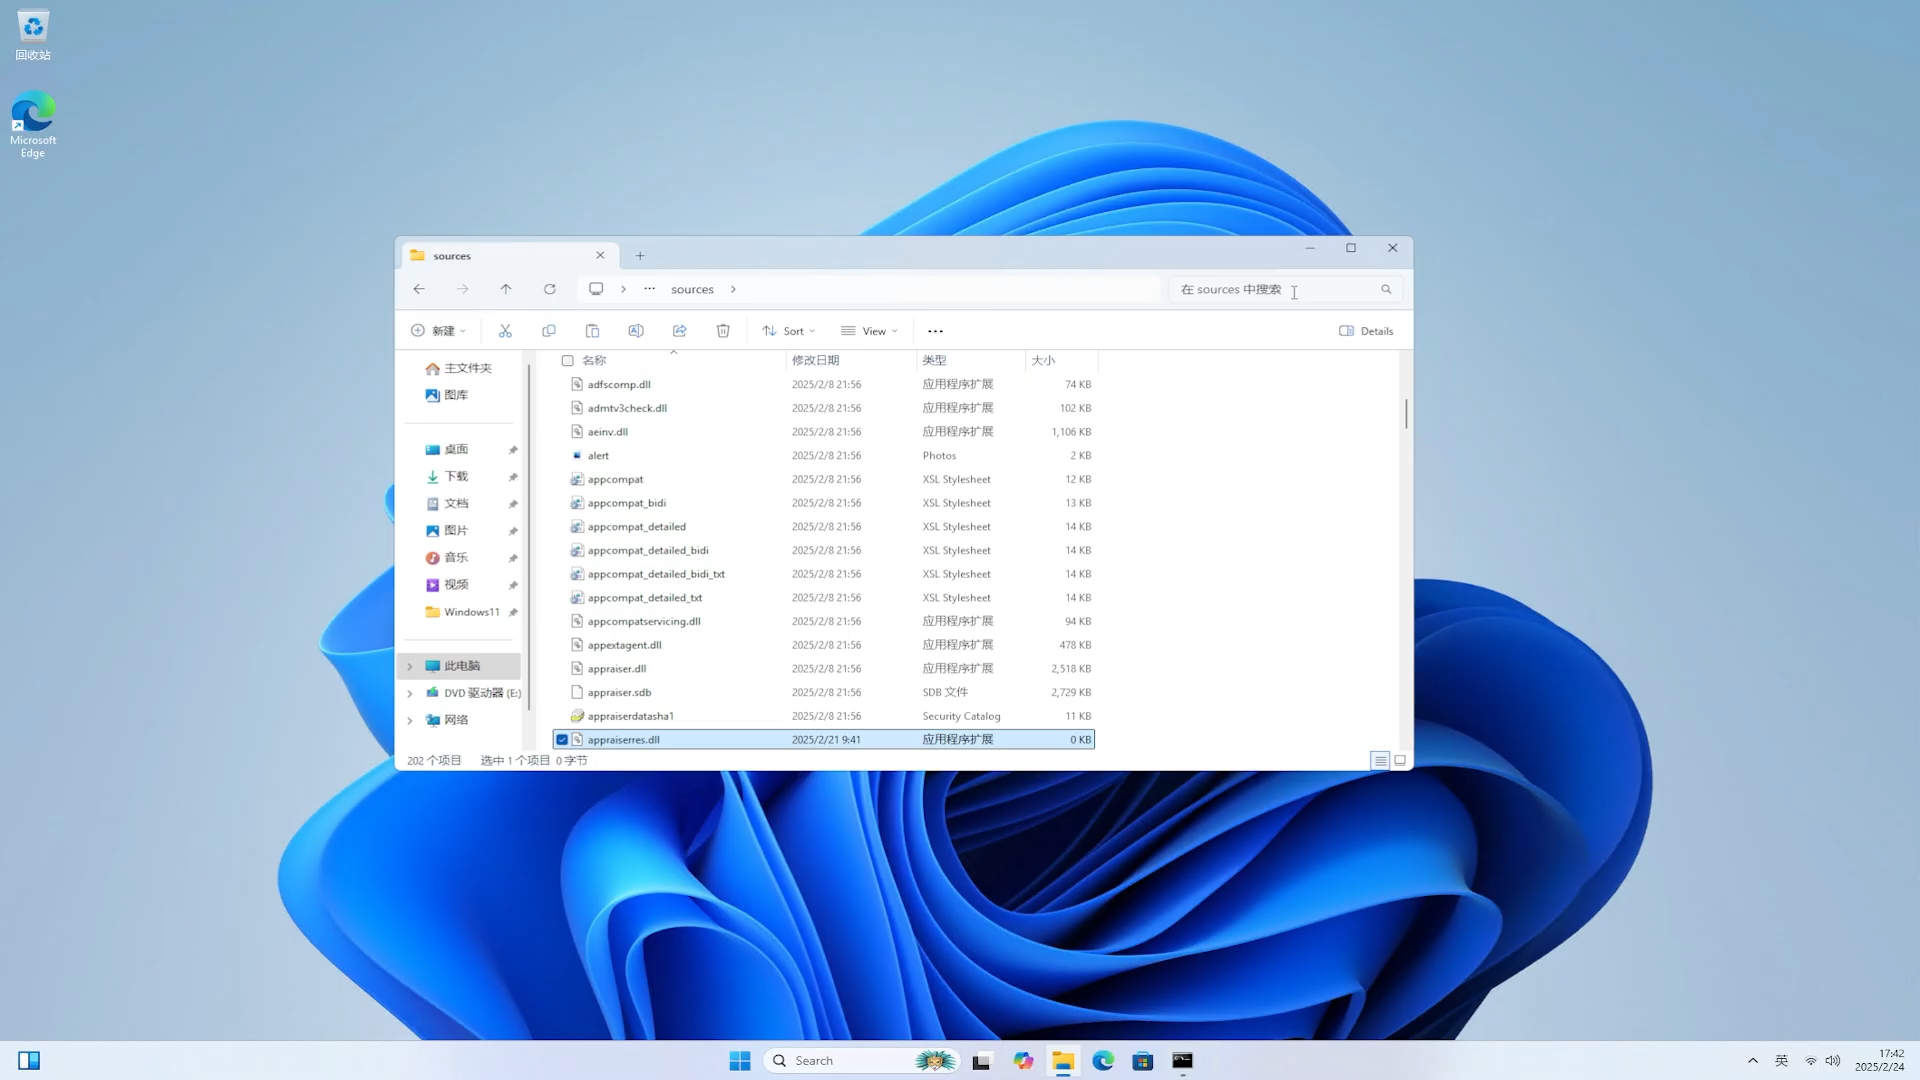 回收站
Microsoft
Edge
sources
sources
在 sources 中搜索
新建
Sort
View
Details
名称 修改日期 类型 大小
主文件夹
图库
桌面
下载
文档
图片
音乐
视频
Windows11
此电脑
DVD 驱动器 (E:)
网络
adfscomp.dll 2025/2/8 21:56 应用程序扩展 74 KB
admtv3check.dll 2025/2/8 21:56 应用程序扩展 102 KB
aeinv.dll 2025/2/8 21:56 应用程序扩展 1,106 KB
alert 2025/2/8 21:56 Photos 2 KB
appcompat 2025/2/8 21:56 XSL Stylesheet 12 KB
appcompat_bidi 2025/2/8 21:56 XSL Stylesheet 13 KB
appcompat_detailed 2025/2/8 21:56 XSL Stylesheet 14 KB
appcompat_detailed_bidi 2025/2/8 21:56 XSL Stylesheet 14 KB
appcompat_detailed_bidi_txt 2025/2/8 21:56 XSL Stylesheet 14 KB
appcompat_detailed_txt 2025/2/8 21:56 XSL Stylesheet 14 KB
appcompatservicing.dll 2025/2/8 21:56 应用程序扩展 94 KB
appextagent.dll 2025/2/8 21:56 应用程序扩展 478 KB
appraiser.dll 2025/2/8 21:56 应用程序扩展 2,518 KB
appraiser.sdb 2025/2/8 21:56 SDB 文件 2,729 KB
appraiserdatasha1 2025/2/8 21:56 Security Catalog 11 KB
appraiserres.dll 2025/2/21 9:41 应用程序扩展 0 KB
202 个项目 选中 1 个项目 0 字节
Search
英
17:42
2025/2/24